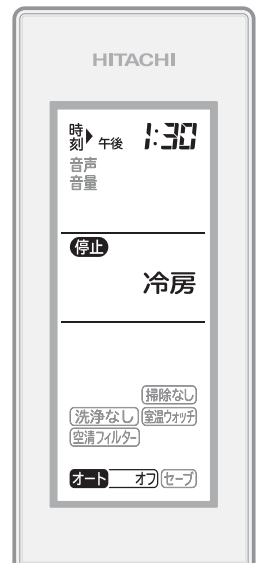 HITACHI
時刻▶ 午後 1:30
音声
音量
停止
冷房
掃除なし
洗浄なし 室温ウォッチ
空清フィルター
オート オフ セーブ